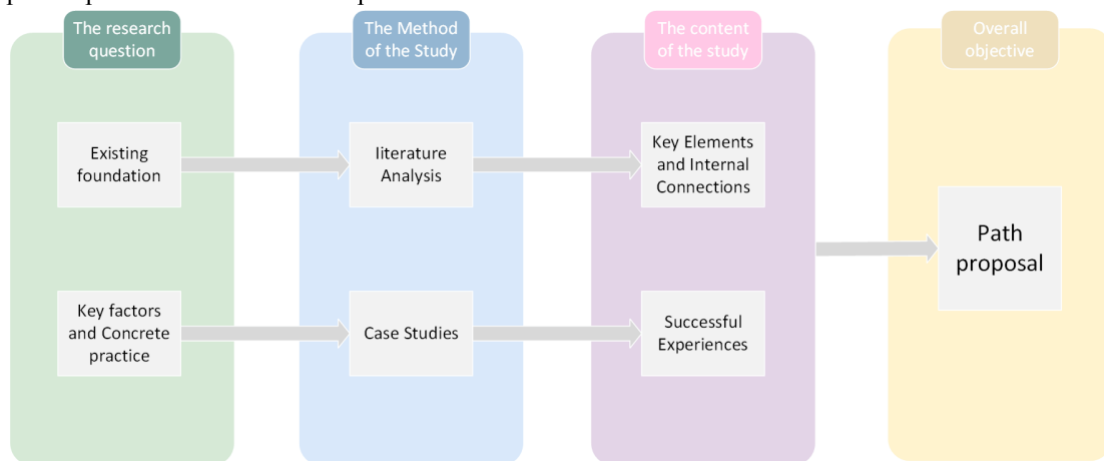 The research
question
The Method
of the Study
The content
of the study
Overall
objective
Existing
foundation
literature
Analysis
Key Elements
and Internal
Connections
Path
proposal
Key factors
and Concrete
practice
Case Studies
Successful
Experiences